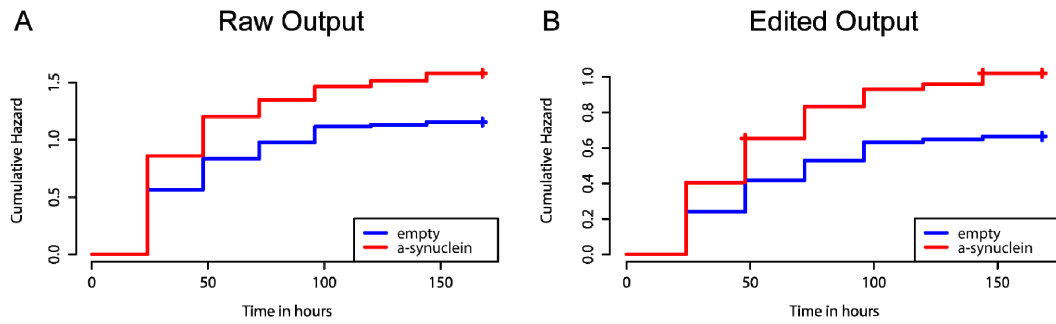 A
Raw Output
Cumulative Hazard
1.5
1.0
0.5
0.0
empty
a-synuclein
0
50
100
150
Time in hours
B
Edited Output
Cumulative Hazard
1.0
0.8
0.6
0.4
0.2
0.0
empty
a-synuclein
0
50
100
150
Time in hours